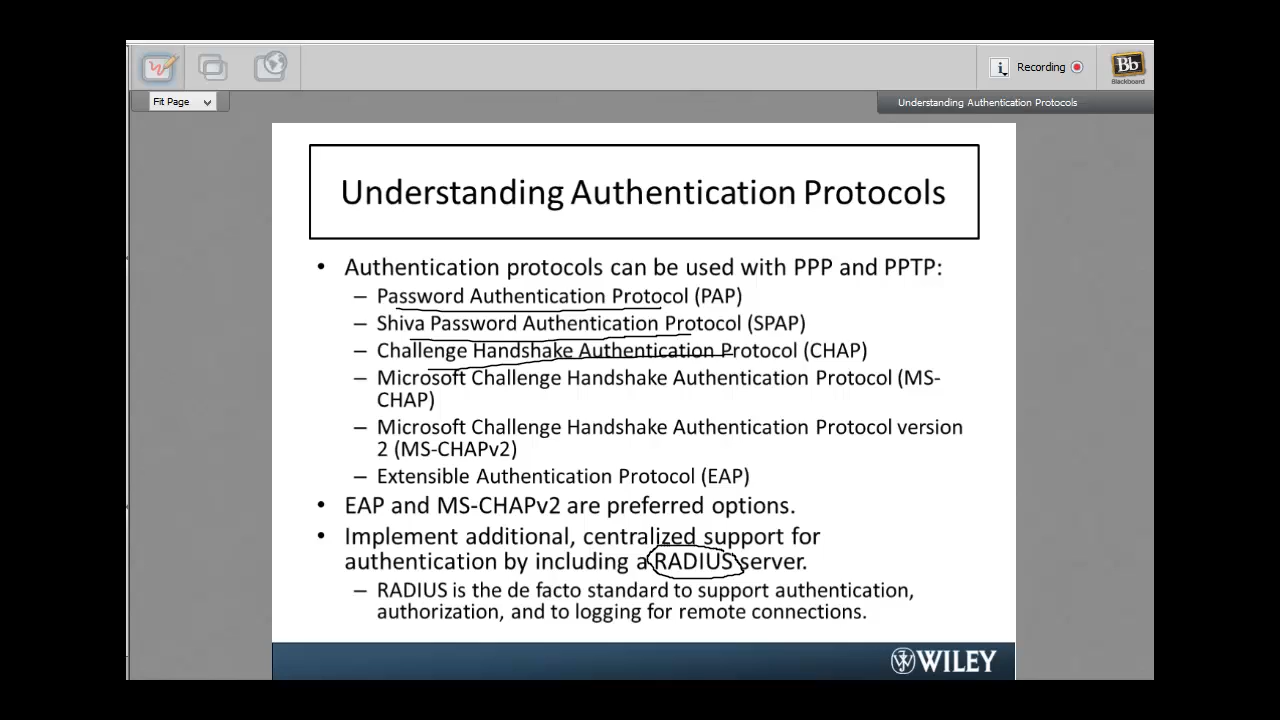 Recording
Bb
Blackboard
Fit Page
Understanding Authentication Protocols
Understanding Authentication Protocols
• Authentication protocols can be used with PPP and PPTP:
– Password Authentication Protocol (PAP)
– Shiva Password Authentication Protocol (SPAP)
– Challenge Handshake Authentication Protocol (CHAP)
– Microsoft Challenge Handshake Authentication Protocol (MS-
CHAP)
– Microsoft Challenge Handshake Authentication Protocol version
2 (MS-CHAPv2)
– Extensible Authentication Protocol (EAP)
• EAP and MS-CHAPv2 are preferred options.
• Implement additional, centralized support for
authentication by including a RADIUS server.
– RADIUS is the de facto standard to support authentication,
authorization, and to logging for remote connections.
WILEY